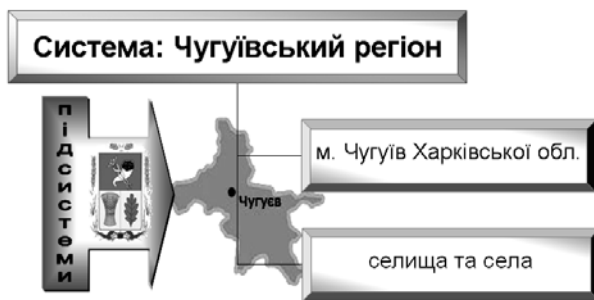 Система: Чугуївський регіон
підсистеми
м. Чугуїв Харківської обл.
Чугуєв
селища та села